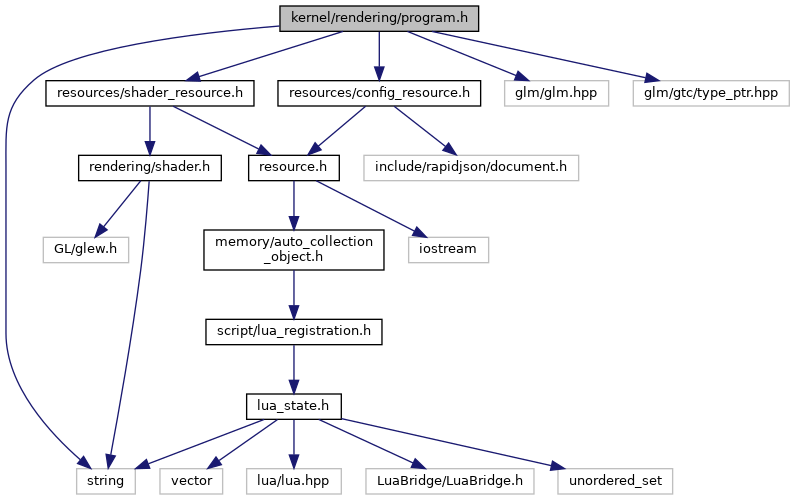 kernel/rendering/program.h
resources/shader_resource.h
resources/config_resource.h
glm/glm.hpp
glm/gtc/type_ptr.hpp
rendering/shader.h
resource.h
include/rapidjson/document.h
GL/glew.h
memory/auto_collection
_object.h
iostream
script/lua_registration.h
lua_state.h
string
vector
lua/lua.hpp
LuaBridge/LuaBridge.h
unordered_set